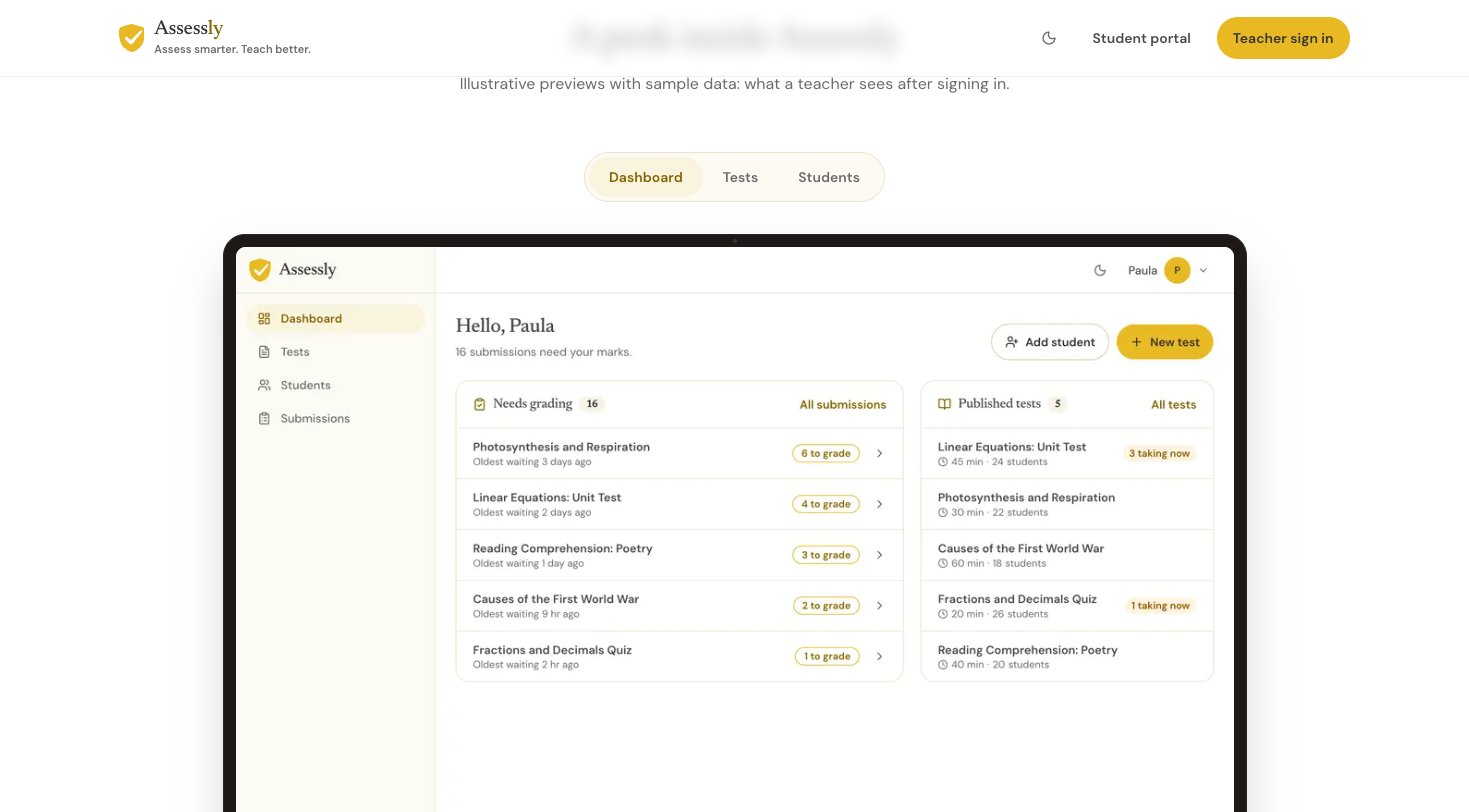 Assessly
Assess smarter. Teach better.
A peek inside Assessly
Student portal
Teacher sign in
Illustrative previews with sample data: what a teacher sees after signing in.
Dashboard
Tests
Students
Assessly
Paula
P
Dashboard
Tests
Students
Submissions
Hello, Paula
16 submissions need your marks.
Add student
New test
Needs grading 16
All submissions
Photosynthesis and Respiration
Oldest waiting 3 days ago
6 to grade
Linear Equations: Unit Test
Oldest waiting 2 days ago
4 to grade
Reading Comprehension: Poetry
Oldest waiting 1 day ago
3 to grade
Causes of the First World War
Oldest waiting 9 hr ago
2 to grade
Fractions and Decimals Quiz
Oldest waiting 2 hr ago
1 to grade
Published tests 5
All tests
Linear Equations: Unit Test
45 min · 24 students
3 taking now
Photosynthesis and Respiration
30 min · 22 students
Causes of the First World War
60 min · 18 students
Fractions and Decimals Quiz
20 min · 26 students
1 taking now
Reading Comprehension: Poetry
40 min · 20 students